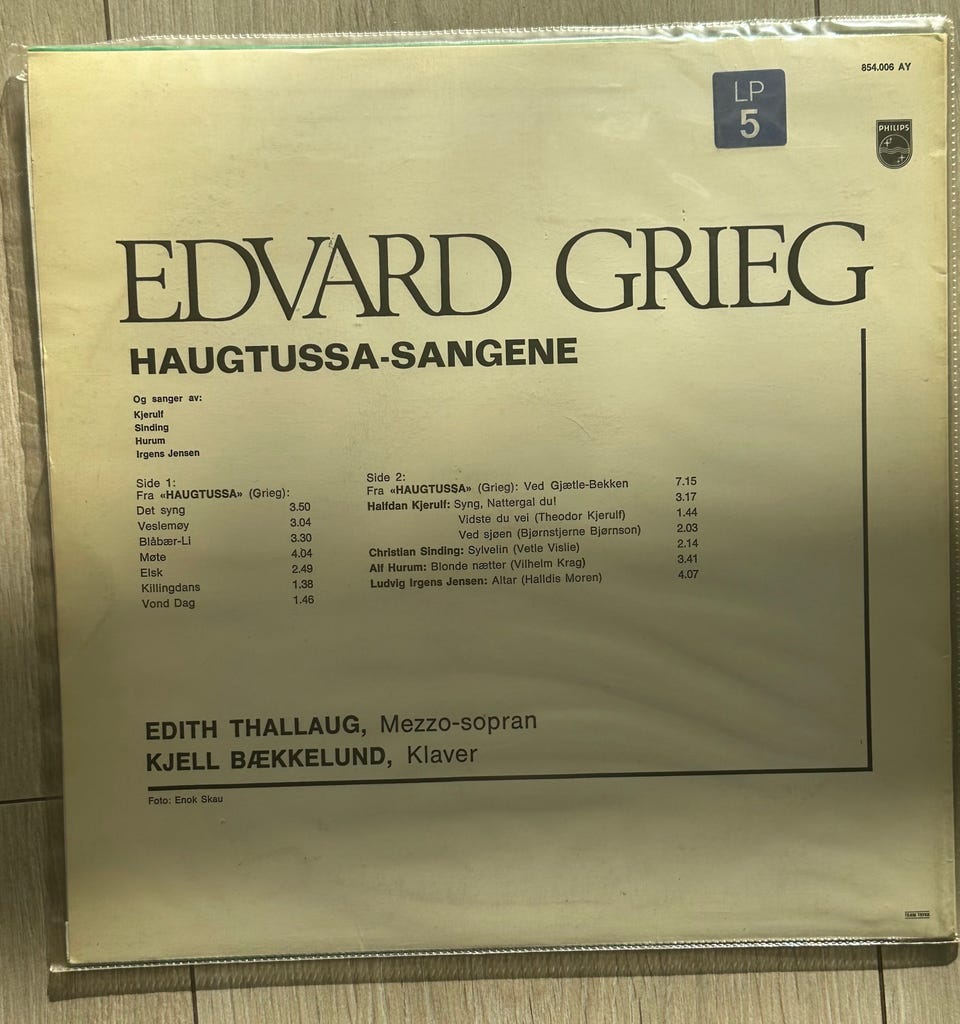 854.006 AY
LP
5
PHILIPS
EDVARD GRIEG
HAUGTUSSA-SANGENE
Og sanger av:
Kjerulf
Sinding
Hurum
Irgens Jensen
Side 1:
Fra «HAUGTUSSA» (Grieg):
Det syng 3.50
Veslemøy 3.04
Blåbær-Li 3.30
Møte 4.04
Elsk 2.49
Killingdans 1.38
Vond Dag 1.46
Side 2:
Fra «HAUGTUSSA» (Grieg): Ved Gjætle-Bekken 7.15
Halfdan Kjerulf: Syng, Nattergal du! 3.17
Vidste du vei (Theodor Kjerulf) 1.44
Ved sjøen (Bjørnstjerne Bjørnson) 2.03
Christian Sinding: Sylvelin (Vetle Vislie) 2.14
Alf Hurum: Blonde nætter (Vilhelm Krag) 3.41
Ludvig Irgens Jensen: Altar (Halldis Moren) 4.07
EDITH THALLAUG, Mezzo-sopran
KJELL BÆKKELUND, Klaver
Foto: Enok Skau